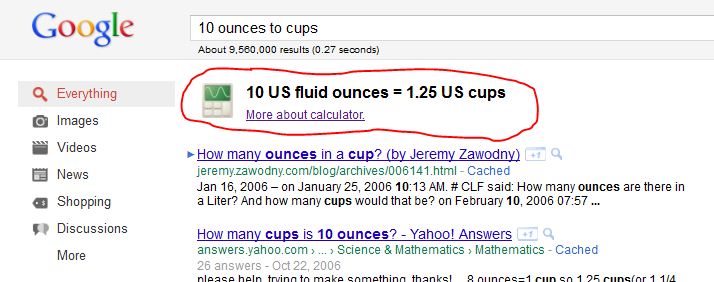 Google
10 ounces to cups
About 9,560,000 results (0.27 seconds)
Everything
Images
Videos
News
Shopping
Discussions
More
10 US fluid ounces = 1.25 US cups
More about calculator.
How many ounces in a cup? (by Jeremy Zawodny) +1
jeremy.zawodny.com/blog/archives/006141.html - Cached
Jan 16, 2006 – on January 25, 2006 10:13 AM. # CLF said: How many ounces are there in
a Liter? And how many cups would that be? on February 10, 2006 07:57 ...
How many cups is 10 ounces? - Yahoo! Answers +1
answers.yahoo.com › ... › Science & Mathematics › Mathematics - Cached
26 answers - Oct 22, 2006
please help, trying to make something, thanks! ... 8 ounces=1 cup so 1.25 cups(or 1 1/4